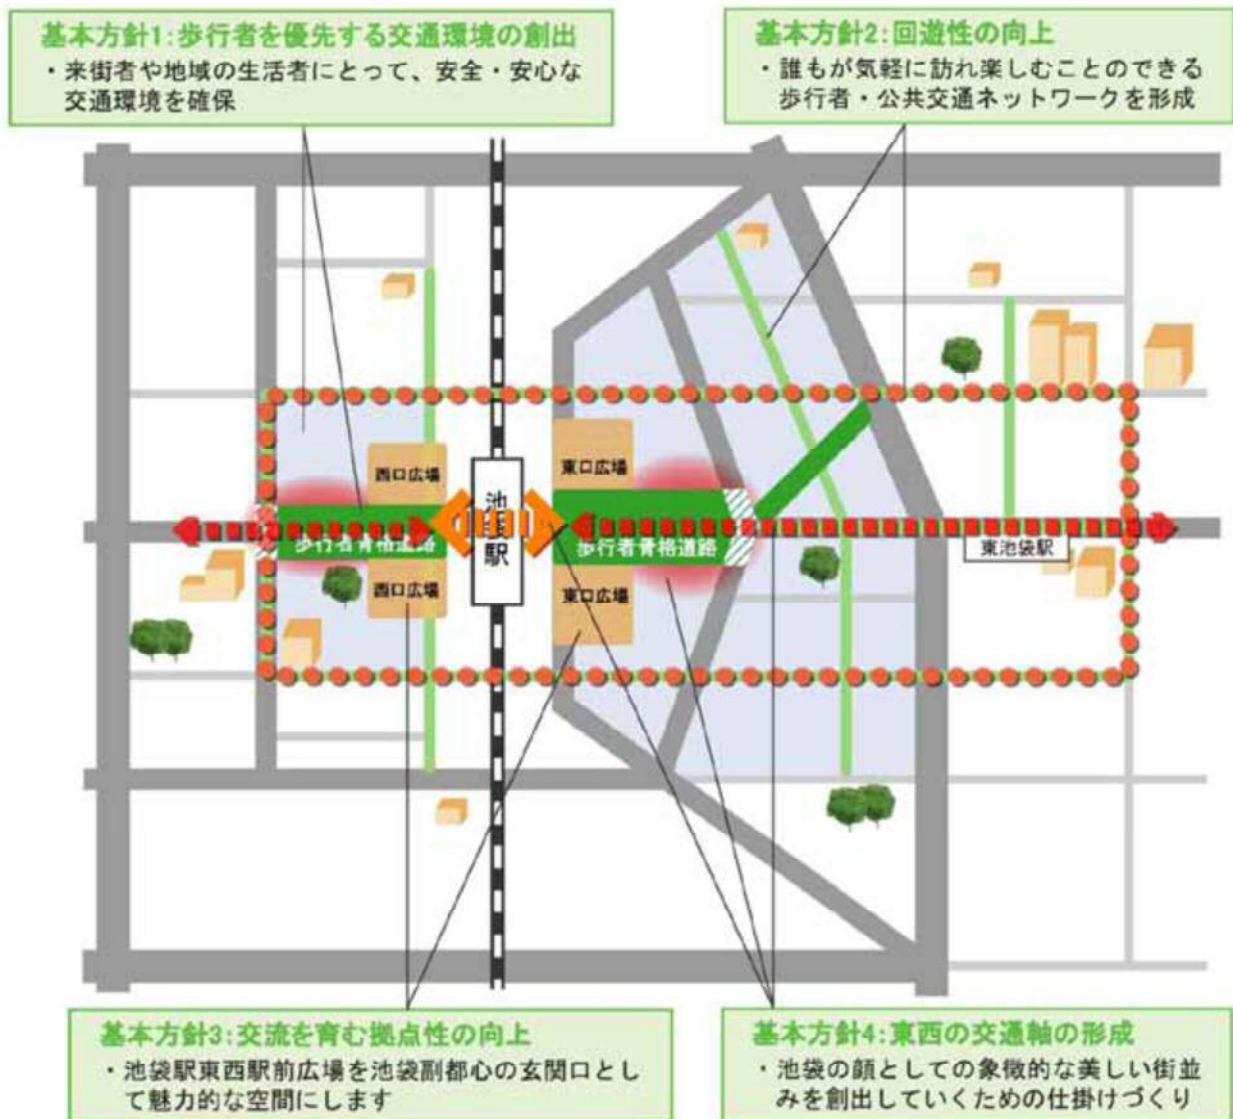 基本方針1：歩行者を優先する交通環境の創出
・来街者や地域の生活者にとって、安全・安心な
交通環境を確保
基本方針2：回遊性の向上
・誰もが気軽に訪れ楽しむことのできる
歩行者・公共交通ネットワークを形成
西口広場
東口広場
池袋駅
歩行者骨格道路
歩行者骨格道路
東池袋駅
西口広場
東口広場
基本方針3：交流を育む拠点性の向上
・池袋駅東西駅前広場を池袋副都心の玄関口とし
て魅力的な空間にします
基本方針4：東西の交通軸の形成
・池袋の顔としての象徴的な美しい街並
みを創出していくための仕掛けづくり